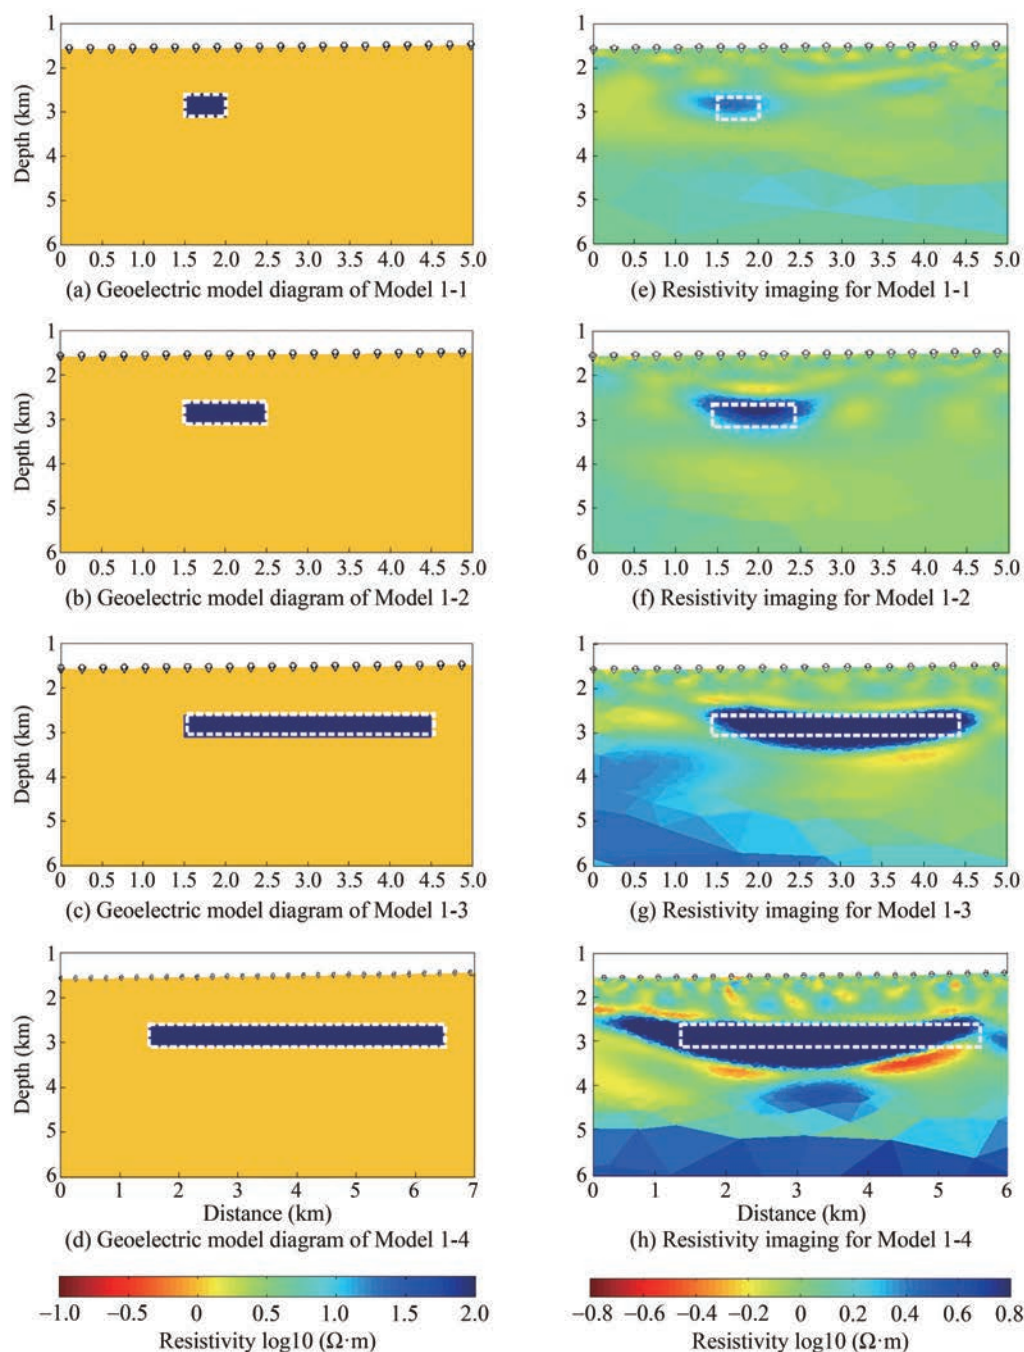 1
2
3
4
5
6
Depth (km)
0 0.5 1.0 1.5 2.0 2.5 3.0 3.5 4.0 4.5 5.0
(a) Geoelectric model diagram of Model 1-1
1
2
3
4
5
6
0 0.5 1.0 1.5 2.0 2.5 3.0 3.5 4.0 4.5 5.0
(e) Resistivity imaging for Model 1-1
1
2
3
4
5
6
Depth (km)
0 0.5 1.0 1.5 2.0 2.5 3.0 3.5 4.0 4.5 5.0
(b) Geoelectric model diagram of Model 1-2
1
2
3
4
5
6
0 0.5 1.0 1.5 2.0 2.5 3.0 3.5 4.0 4.5 5.0
(f) Resistivity imaging for Model 1-2
1
2
3
4
5
6
Depth (km)
0 0.5 1.0 1.5 2.0 2.5 3.0 3.5 4.0 4.5 5.0
(c) Geoelectric model diagram of Model 1-3
1
2
3
4
5
6
0 0.5 1.0 1.5 2.0 2.5 3.0 3.5 4.0 4.5 5.0
(g) Resistivity imaging for Model 1-3
1
2
3
4
5
6
Depth (km)
0 1 2 3 4 5 6 7
Distance (km)
(d) Geoelectric model diagram of Model 1-4
1
2
3
4
5
6
0 1 2 3 4 5 6
Distance (km)
(h) Resistivity imaging for Model 1-4
−1.0 −0.5 0 0.5 1.0 1.5 2.0
Resistivity log10 (Ω·m)
−0.8 −0.6 −0.4 −0.2 0 0.2 0.4 0.6 0.8
Resistivity log10 (Ω·m)